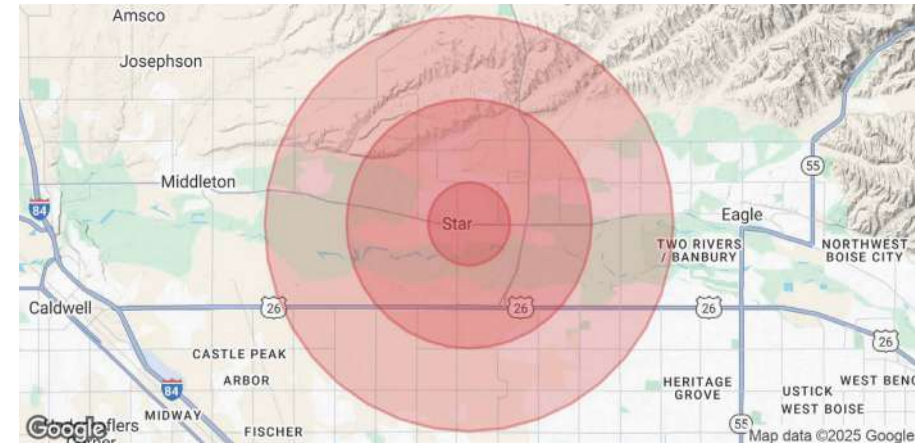 Amsco
Josephson
55
Middleton
84
Star
Eagle
TWO RIVERS
/ BANBURY
NORTHWEST
BOISE CITY
Caldwell
26
26
26
26
CASTLE PEAK
ARBOR
84
MIDWAY
FISCHER
HERITAGE
GROVE
USTICK
WEST BENC
WEST BOISE
55
Google
Map data ©2025 Google